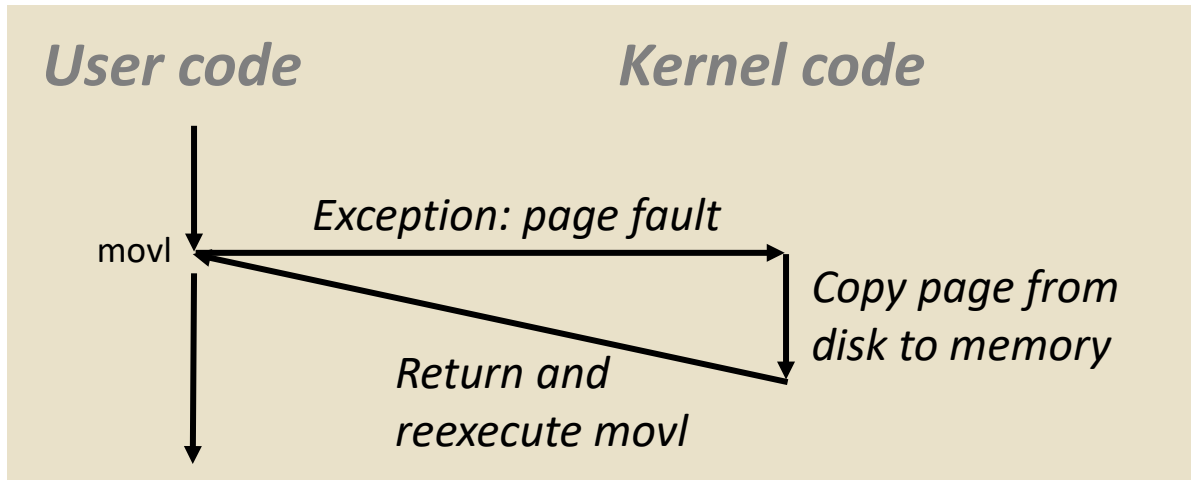 User code
Kernel code
Exception: page fault
movl
Copy page from
disk to memory
Return and
reexecute movl